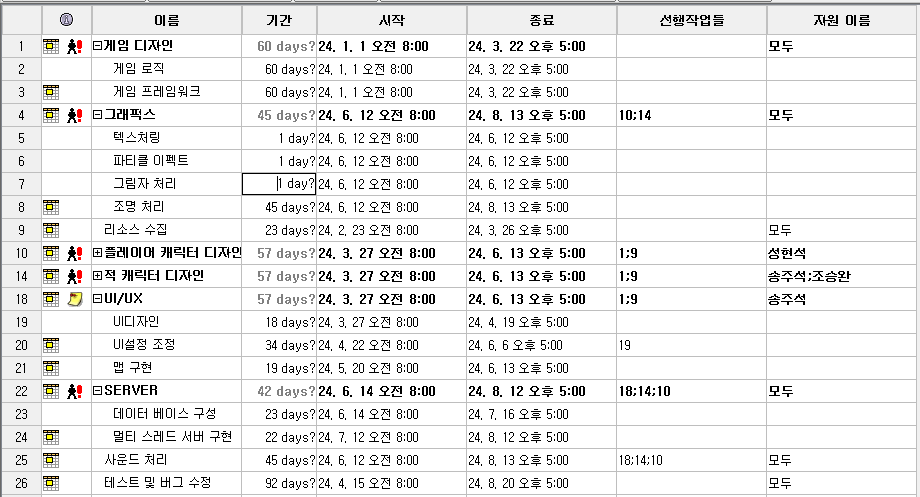 이름 기간 시작 종료 선행작업들 자원 이름
1 게임 디자인 60 days? 24. 1. 1 오전 8:00 24. 3. 22 오후 5:00 모두
2 게임 로직 60 days? 24. 1. 1 오전 8:00 24. 3. 22 오후 5:00
3 게임 프레임워크 60 days? 24. 1. 1 오전 8:00 24. 3. 22 오후 5:00
4 그래픽스 45 days? 24. 6. 12 오전 8:00 24. 8. 13 오후 5:00 10;14 모두
5 텍스처링 1 day? 24. 6. 12 오전 8:00 24. 6. 12 오후 5:00
6 파티클 이펙트 1 day? 24. 6. 12 오전 8:00 24. 6. 12 오후 5:00
7 그림자 처리 1 day? 24. 6. 12 오전 8:00 24. 6. 12 오후 5:00
8 조명 처리 45 days? 24. 6. 12 오전 8:00 24. 8. 13 오후 5:00
9 리소스 수집 23 days? 24. 2. 23 오전 8:00 24. 3. 26 오후 5:00 모두
10 플레이어 캐릭터 디자인 57 days? 24. 3. 27 오전 8:00 24. 6. 13 오후 5:00 1;9 성현석
14 적 캐릭터 디자인 57 days? 24. 3. 27 오전 8:00 24. 6. 13 오후 5:00 1;9 송주석;조승완
18 UI/UX 57 days? 24. 3. 27 오전 8:00 24. 6. 13 오후 5:00 1;9 송주석
19 UI디자인 18 days? 24. 3. 27 오전 8:00 24. 4. 19 오후 5:00
20 UI설정 조정 34 days? 24. 4. 22 오전 8:00 24. 6. 6 오후 5:00 19
21 맵 구현 19 days? 24. 5. 20 오전 8:00 24. 6. 13 오후 5:00
22 SERVER 42 days? 24. 6. 14 오전 8:00 24. 8. 12 오후 5:00 18;14;10 모두
23 데이터 베이스 구성 23 days? 24. 6. 14 오전 8:00 24. 7. 16 오후 5:00
24 멀티 스레드 서버 구현 22 days? 24. 7. 12 오전 8:00 24. 8. 12 오후 5:00
25 사운드 처리 45 days? 24. 6. 12 오전 8:00 24. 8. 13 오후 5:00 18;14;10 모두
26 테스트 및 버그 수정 92 days? 24. 4. 15 오전 8:00 24. 8. 20 오후 5:00 모두